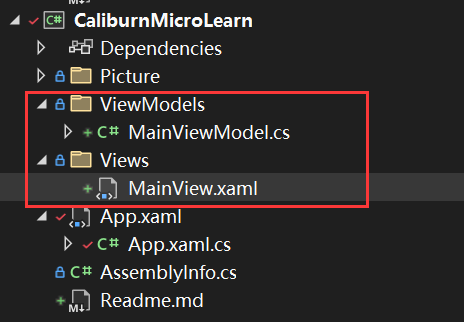 C# CaliburnMicroLearn
Dependencies
Picture
ViewModels
C# MainViewModel.cs
Views
MainView.xaml
App.xaml
C# App.xaml.cs
C# AssemblyInfo.cs
M↓ Readme.md